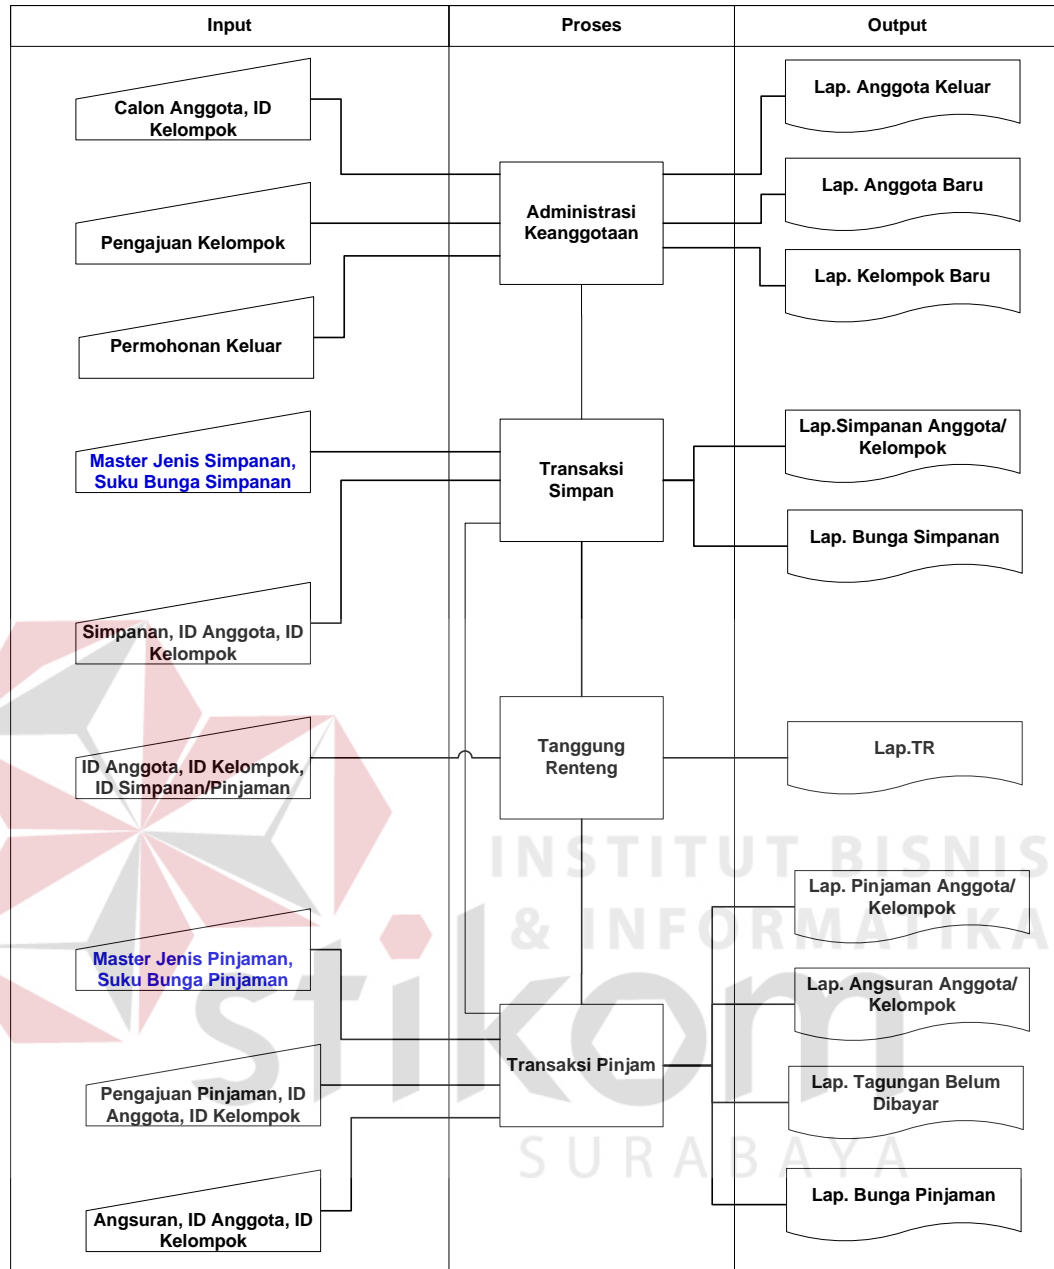 Input
Proses
Output
Calon Anggota, ID
Kelompok
Pengajuan Kelompok
Permohonan Keluar
Master Jenis Simpanan,
Suku Bunga Simpanan
Simpanan, ID Anggota, ID
Kelompok
ID Anggota, ID Kelompok,
ID Simpanan/Pinjaman
Master Jenis Pinjaman,
Suku Bunga Pinjaman
Pengajuan Pinjaman, ID
Anggota, ID Kelompok
Angsuran, ID Anggota, ID
Kelompok
Administrasi
Keanggotaan
Transaksi
Simpan
Tanggung
Renteng
Transaksi Pinjam
Lap. Anggota Keluar
Lap. Anggota Baru
Lap. Kelompok Baru
Lap.Simpanan Anggota/
Kelompok
Lap. Bunga Simpanan
Lap.TR
Lap. Pinjaman Anggota/
Kelompok
Lap. Angsuran Anggota/
Kelompok
Lap. Tagungan Belum
Dibayar
Lap. Bunga Pinjaman
INSTITUT BISNIS
& INFORMATIKA
stikom
SURABAYA